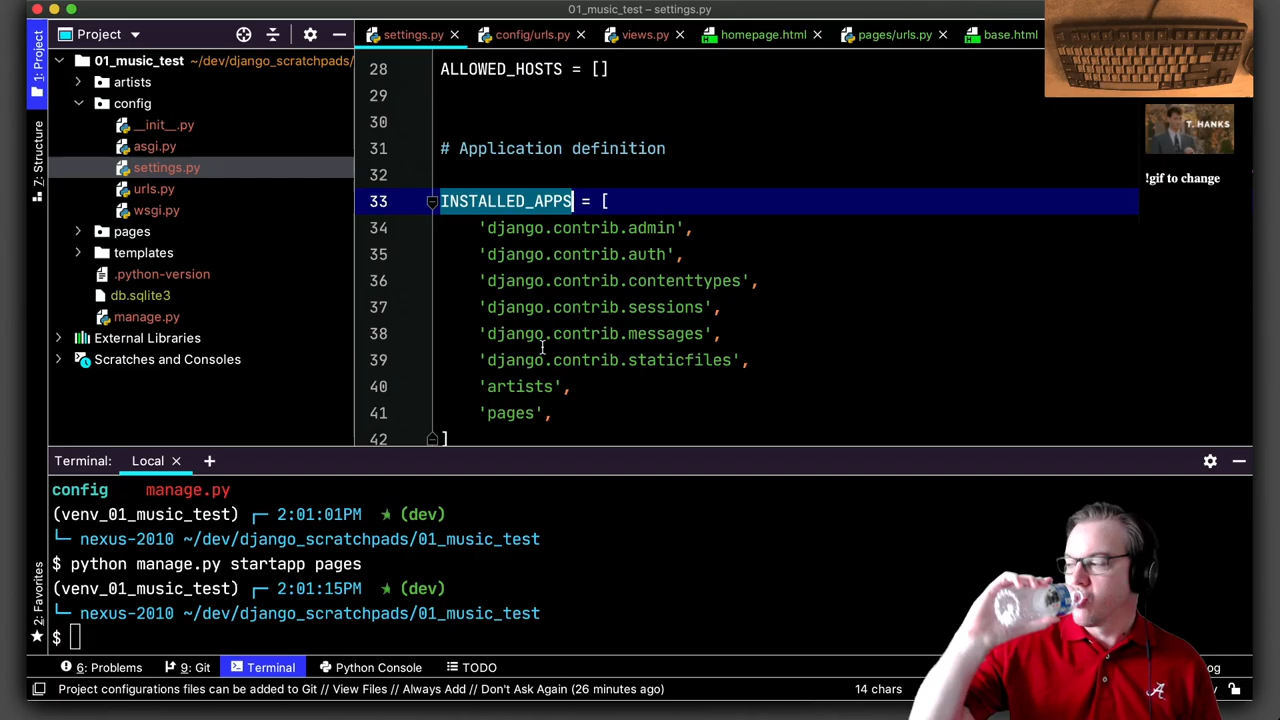 01_music_test – settings.py
Project
settings.py
config/urls.py
views.py
homepage.html
pages/urls.py
base.html
1: Project
7: Structure
2: Favorites
01_music_test ~/dev/django_scratchpads/
artists
config
__init__.py
asgi.py
settings.py
urls.py
wsgi.py
pages
templates
.python-version
db.sqlite3
manage.py
External Libraries
Scratches and Consoles
28 ALLOWED_HOSTS = []
29
30
31 # Application definition
32
33 INSTALLED_APPS = [
34 'django.contrib.admin',
35 'django.contrib.auth',
36 'django.contrib.contenttypes',
37 'django.contrib.sessions',
38 'django.contrib.messages',
39 'django.contrib.staticfiles',
40 'artists',
41 'pages',
42 ]
T. HANKS
!gif to change
Terminal: Local +
config manage.py
(venv_01_music_test) ┌─ 2:01:01PM ★ (dev)
└─ nexus-2010 ~/dev/django_scratchpads/01_music_test
$ python manage.py startapp pages
(venv_01_music_test) ┌─ 2:01:15PM ★ (dev)
└─ nexus-2010 ~/dev/django_scratchpads/01_music_test
$
6: Problems
9: Git
Terminal
Python Console
TODO
Project configurations files can be added to Git // View Files // Always Add // Don't Ask Again (26 minutes ago)
14 chars